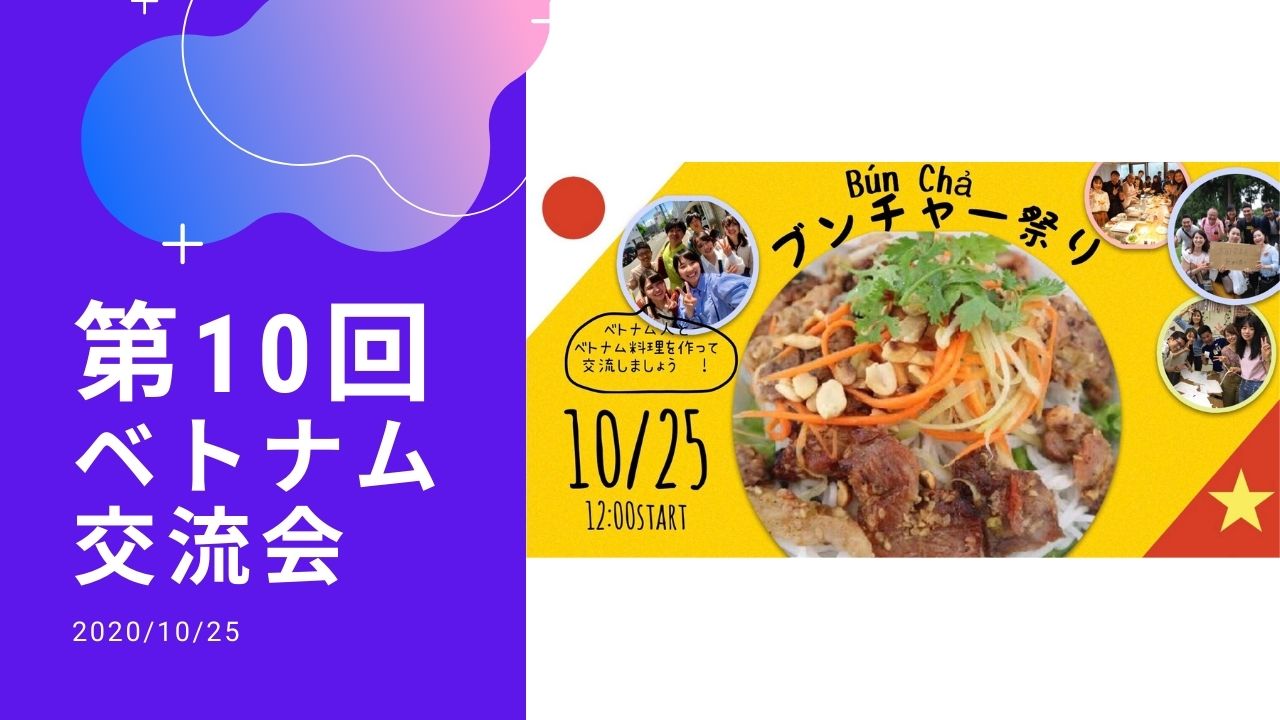 第10回
ベトナム
交流会
2020/10/25
Bún Chả
ブンチャー祭り
ベトナム人と
ベトナム料理を作って
交流しましょう !
10/25
12:00START